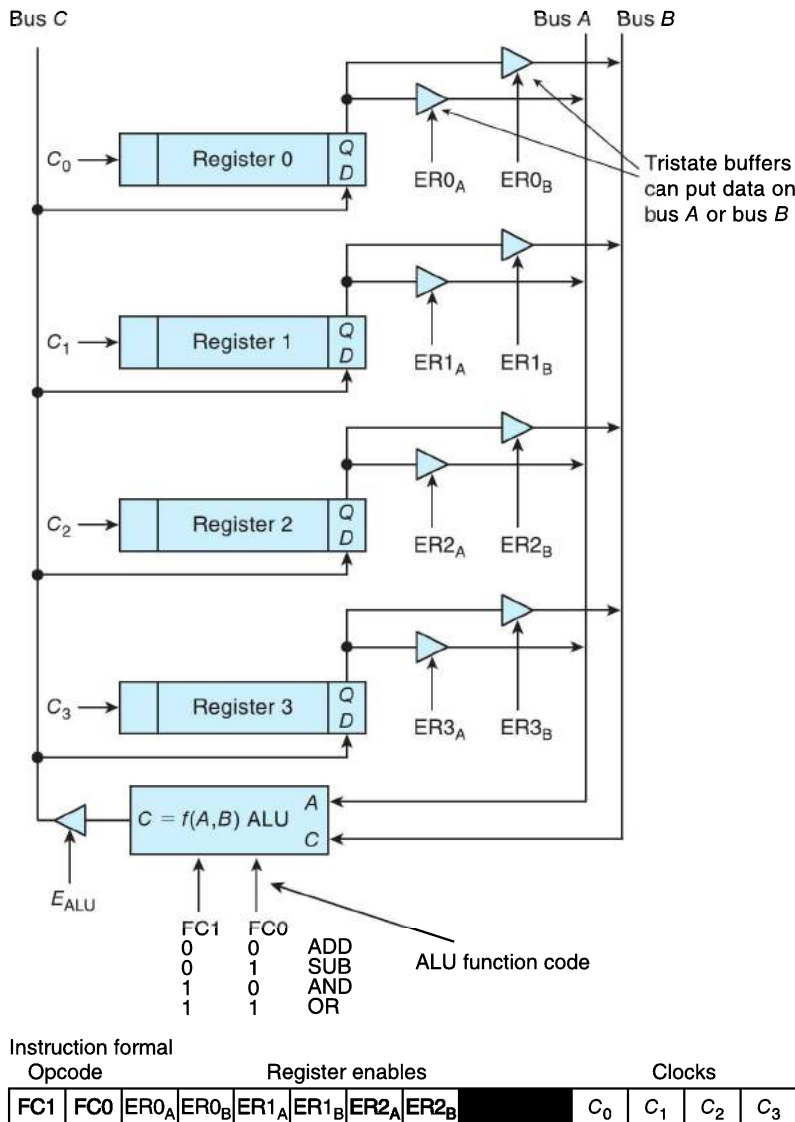 Bus C
Bus A
Bus B
C0
Register 0
Q
D
ER0A
ER0B
Tristate buffers
can put data on
bus A or bus B
C1
Register 1
Q
D
ER1A
ER1B
C2
Register 2
Q
D
ER2A
ER2B
C3
Register 3
Q
D
ER3A
ER3B
C = f(A,B) ALU
A
C
EALU
FC1 FC0
0 0 ADD
0 1 SUB
1 0 AND
1 1 OR
ALU function code
Instruction formal
Opcode Register enables Clocks
FC1 FC0 ER0A ER0B ER1A ER1B ER2A ER2B C0 C1 C2 C3